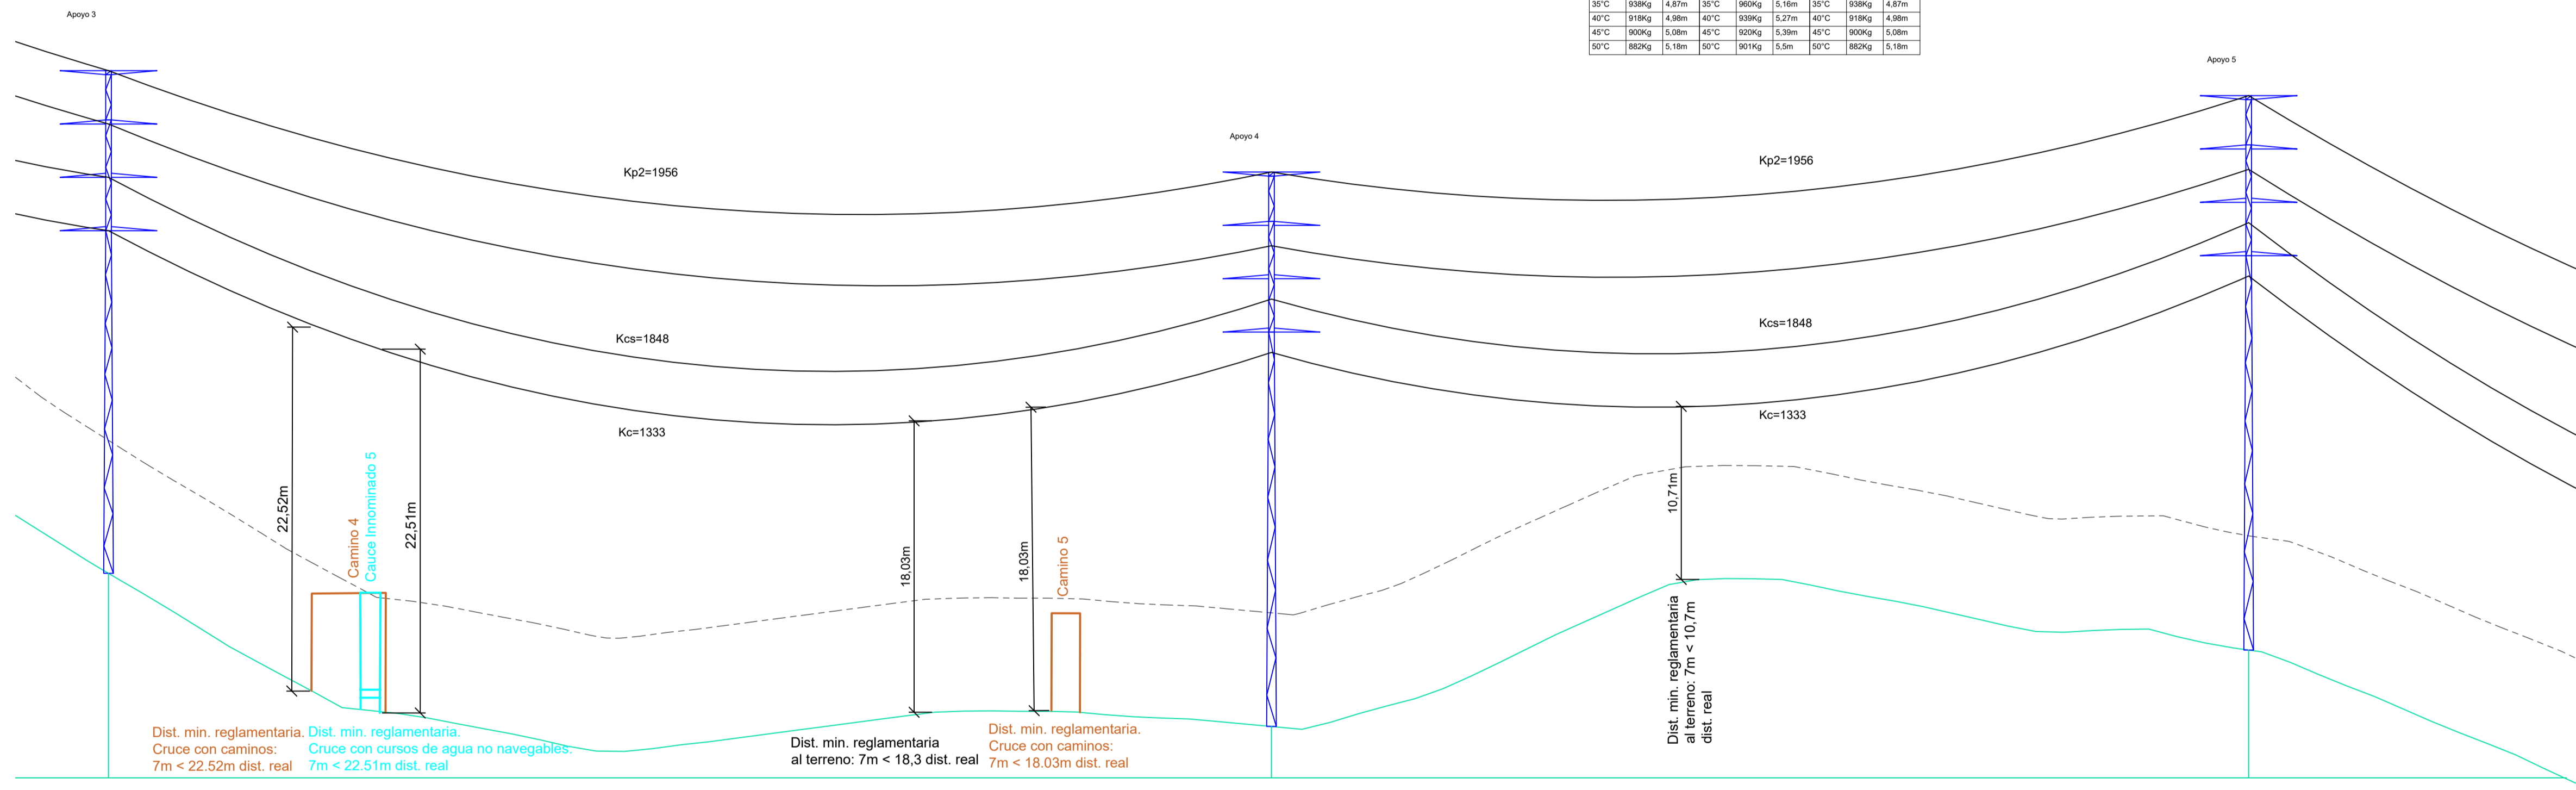 Apoyo 3
35°C 938Kg 4,87m 35°C 960Kg 5,16m 35°C 938Kg 4,87m
40°C 918Kg 4,98m 40°C 939Kg 5,27m 40°C 918Kg 4,98m
45°C 900Kg 5,08m 45°C 920Kg 5,39m 45°C 900Kg 5,08m
50°C 882Kg 5,18m 50°C 901Kg 5,5m 50°C 882Kg 5,18m
Apoyo 5
Apoyo 4
Kp2=1956
Kp2=1956
Kcs=1848
Kcs=1848
Kc=1333
Kc=1333
22,52m
Camino 4
Cauce Innominado 5
22,51m
18,03m
18,03m
Camino 5
10,71m
Dist. min. reglamentaria
al terreno: 7m < 10,7m
dist. real
Dist. min. reglamentaria.
Cruce con caminos:
7m < 22.52m dist. real
Dist. min. reglamentaria.
Cruce con cursos de agua no navegables.
7m < 22.51m dist. real
Dist. min. reglamentaria
al terreno: 7m < 18,3 dist. real
Dist. min. reglamentaria.
Cruce con caminos:
7m < 18.03m dist. real